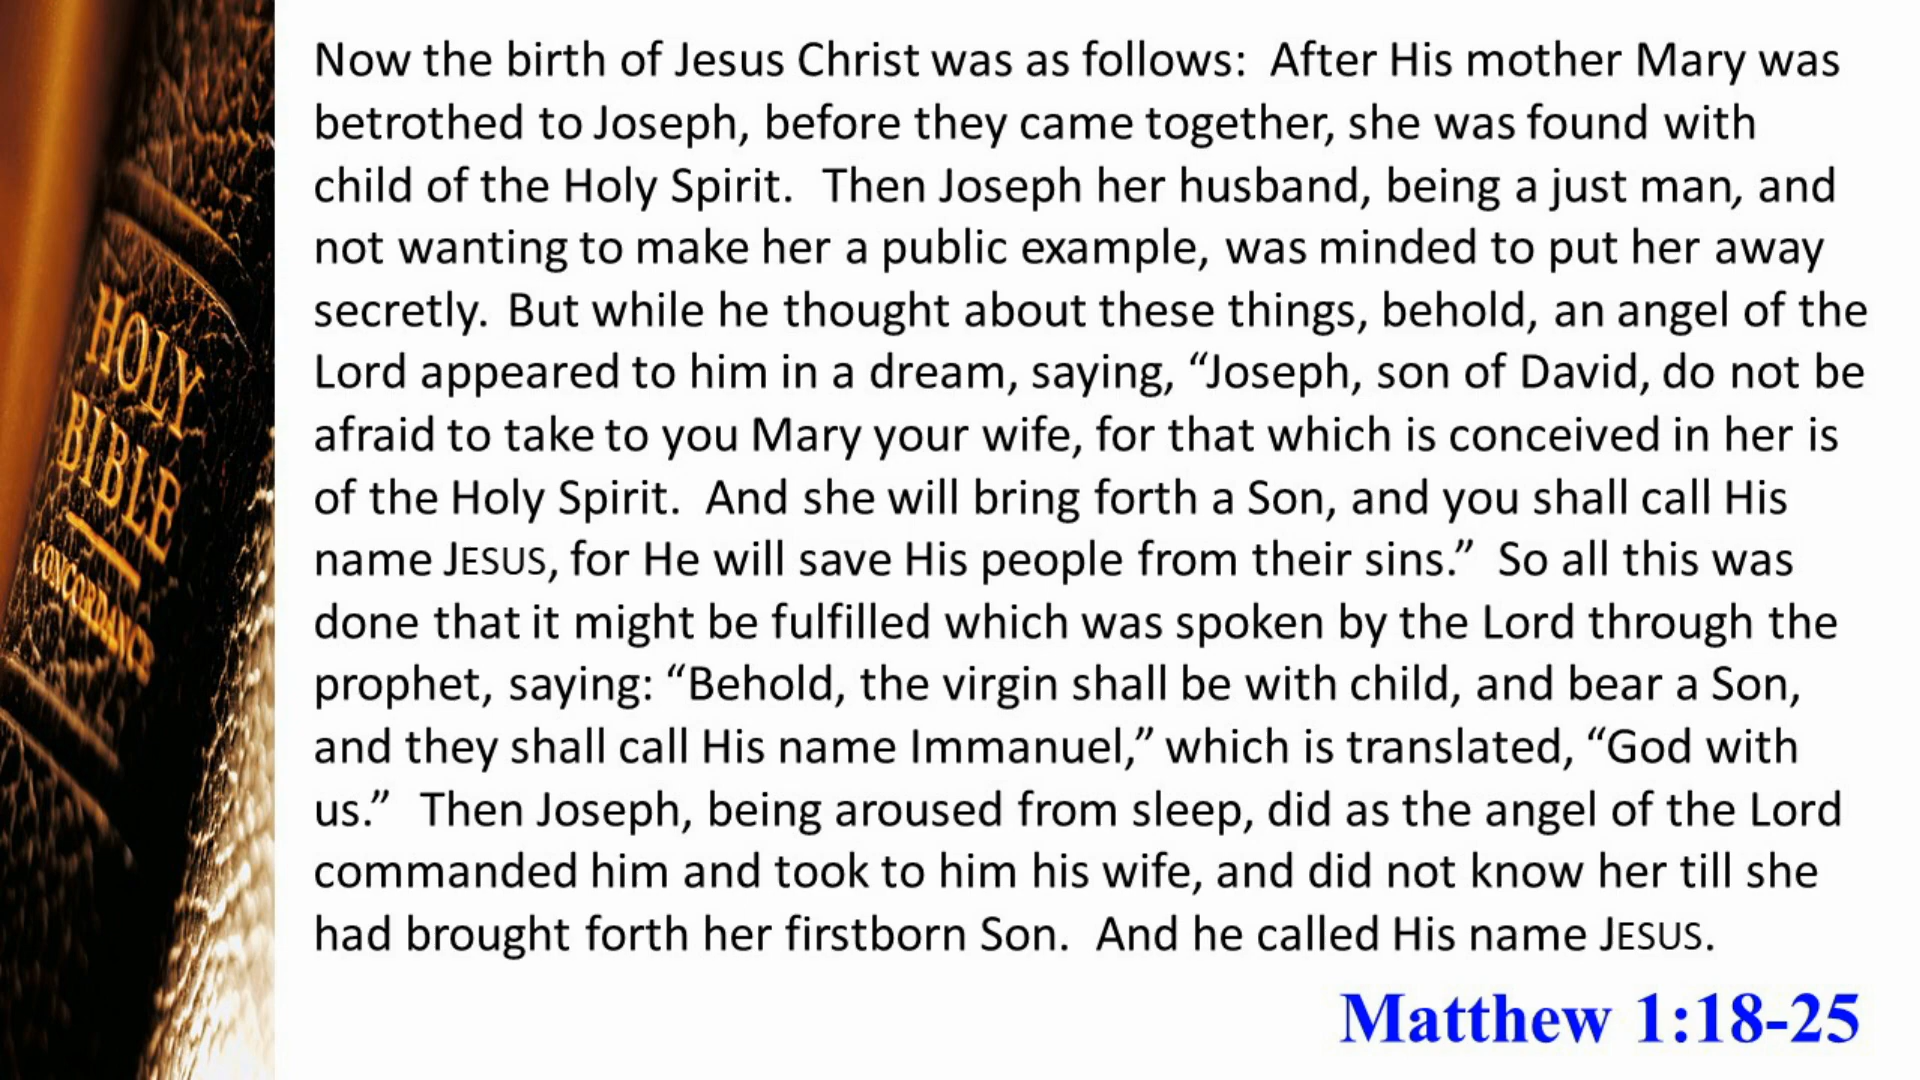 HOLY
BIBLE
CONCORDANCE
Now the birth of Jesus Christ was as follows:  After His mother Mary was
betrothed to Joseph, before they came together, she was found with
child of the Holy Spirit.  Then Joseph her husband, being a just man, and
not wanting to make her a public example, was minded to put her away
secretly. But while he thought about these things, behold, an angel of the
Lord appeared to him in a dream, saying, “Joseph, son of David, do not be
afraid to take to you Mary your wife, for that which is conceived in her is
of the Holy Spirit.  And she will bring forth a Son, and you shall call His
name JESUS, for He will save His people from their sins.”  So all this was
done that it might be fulfilled which was spoken by the Lord through the
prophet, saying: “Behold, the virgin shall be with child, and bear a Son,
and they shall call His name Immanuel,” which is translated, “God with
us.”  Then Joseph, being aroused from sleep, did as the angel of the Lord
commanded him and took to him his wife, and did not know her till she
had brought forth her firstborn Son.  And he called His name JESUS.
Matthew 1:18-25